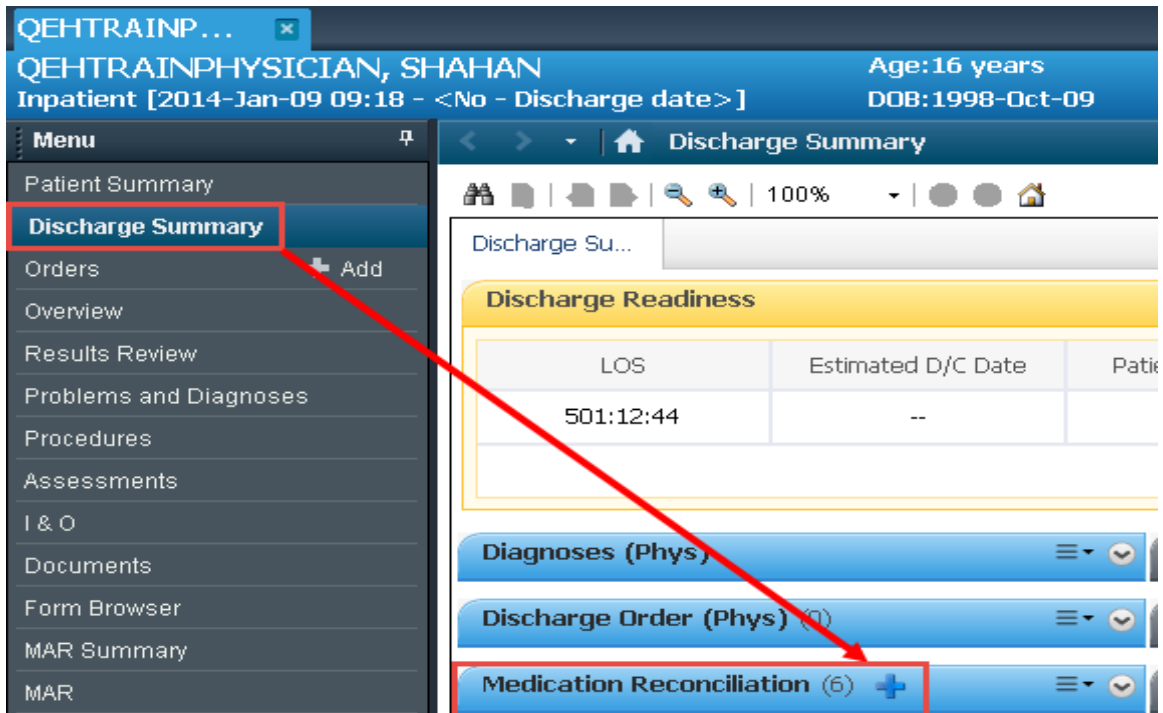 QEHTRAINP...
QEHTRAINPHYSICIAN, SHAHAN
Age:16 years
Inpatient [2014-Jan-09 09:18 - <No - Discharge date>]
DOB:1998-Oct-09
Menu
Patient Summary
Discharge Summary
Orders
Add
Overview
Results Review
Problems and Diagnoses
Procedures
Assessments
I & O
Documents
Form Browser
MAR Summary
MAR
Discharge Summary
100%
Discharge Su...
Discharge Readiness
LOS
Estimated D/C Date
501:12:44
--
Diagnoses (Phys)
Discharge Order (Phys) (0)
Medication Reconciliation (6)